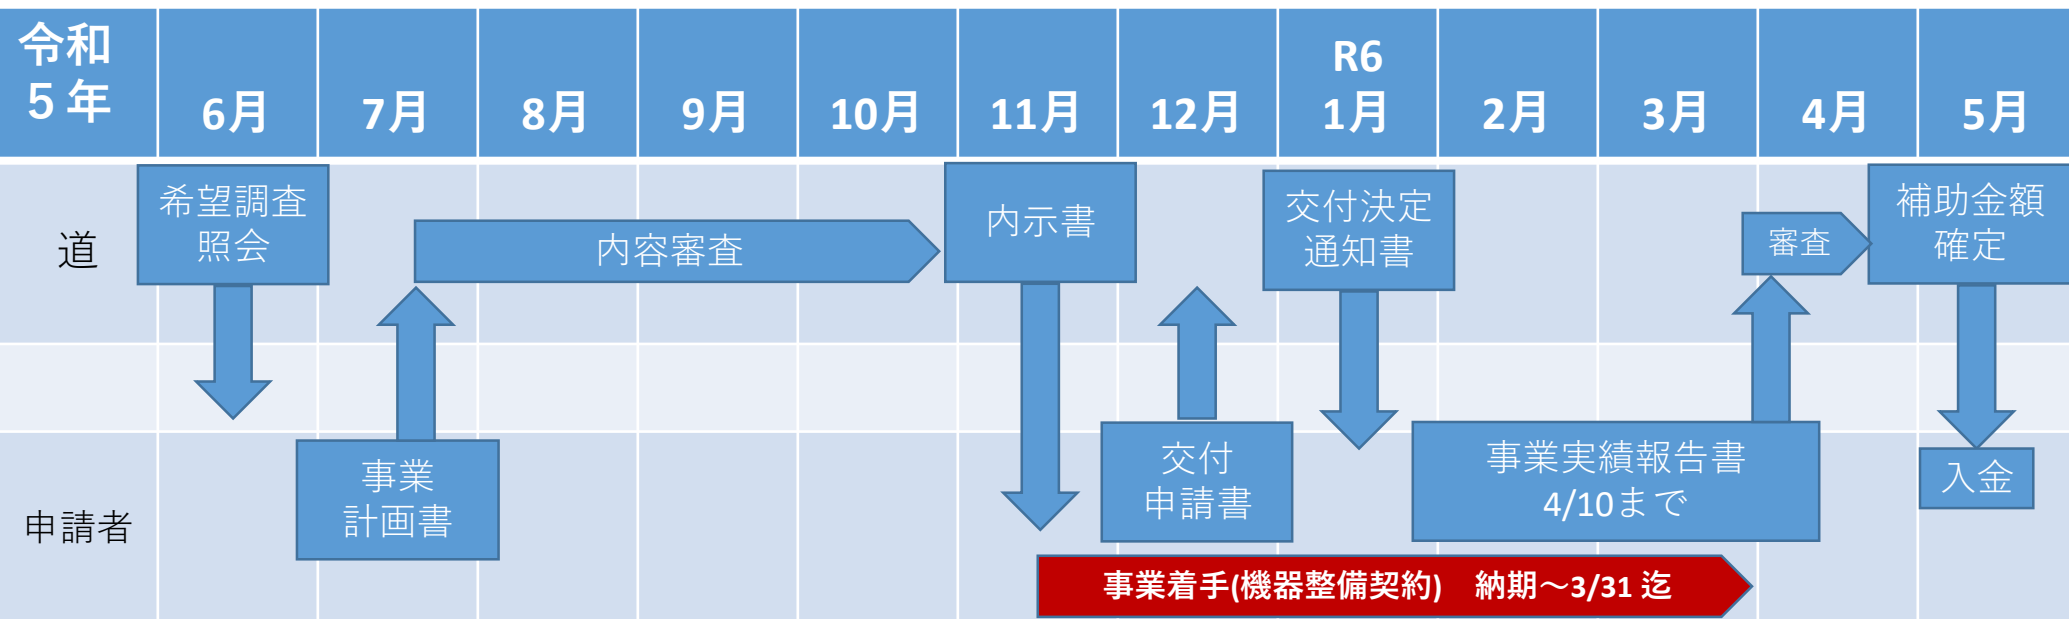 令和
５年
6月
7月
8月
9月
10月
11月
12月
R6
1月
2月
3月
4月
5月
道
希望調査
照会
内容審査
内示書
交付決定
通知書
審査
補助金額
確定
申請者
事業
計画書
交付
申請書
事業実績報告書
4/10まで
入金
事業着手(機器整備契約)　納期～3/31 迄